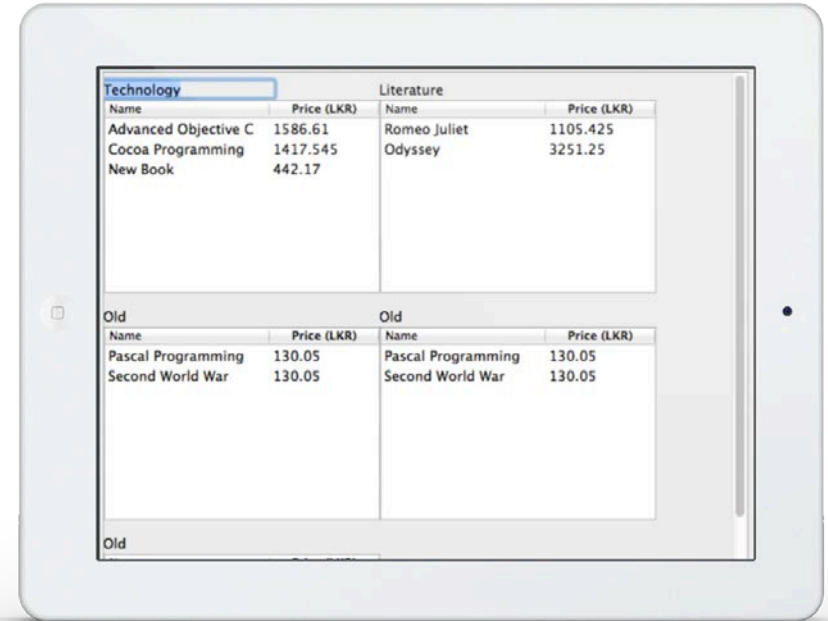 Technology
Name Price (LKR)
Advanced Objective C 1586.61
Cocoa Programming 1417.545
New Book 442.17
Literature
Name Price (LKR)
Romeo Juliet 1105.425
Odyssey 3251.25
Old
Name Price (LKR)
Pascal Programming 130.05
Second World War 130.05
Old
Name Price (LKR)
Pascal Programming 130.05
Second World War 130.05
Old